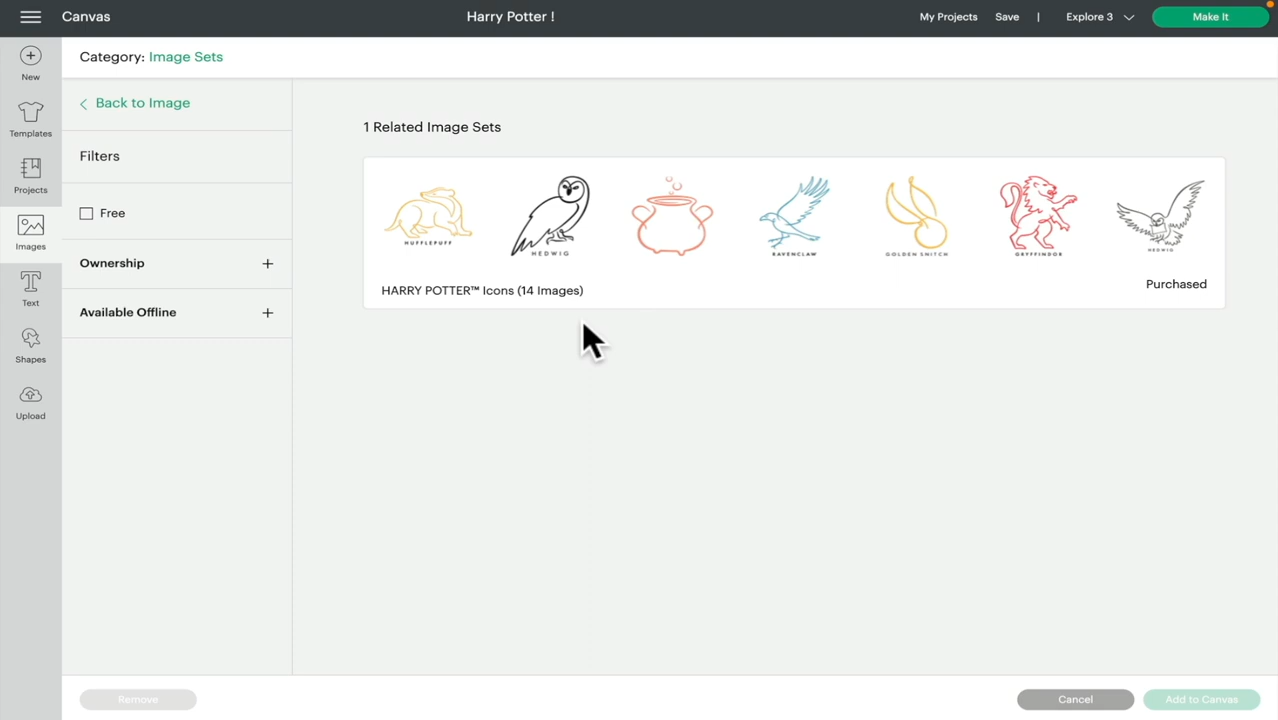 Canvas
Harry Potter !
My Projects
Save
|
Explore 3
Make It
New
Templates
Projects
Images
Text
Shapes
Upload
Category: Image Sets
Back to Image
Filters
Free
Ownership
Available Offline
1 Related Image Sets
HUFFLEPUFF
HEDWIG
RAVENCLAW
GOLDEN SNITCH
GRYFFINDOR
HEDWIG
HARRY POTTER™ Icons (14 Images)
Purchased
Remove
Cancel
Add to Canvas